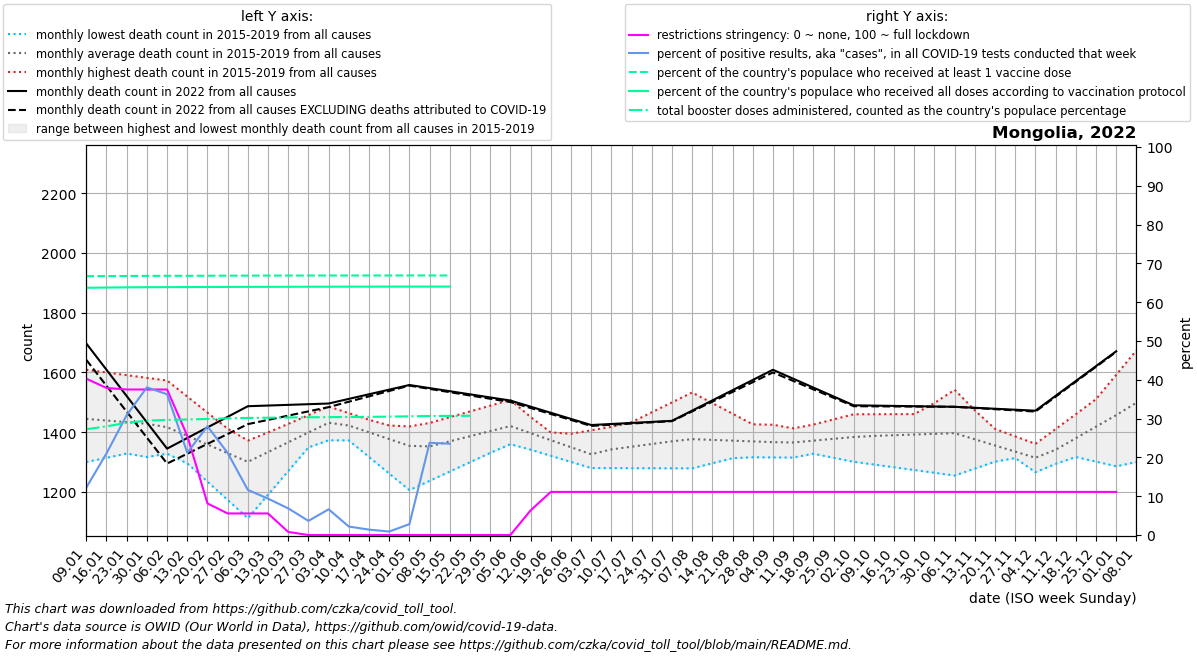 left Y axis:
monthly lowest death count in 2015-2019 from all causes
monthly average death count in 2015-2019 from all causes
monthly highest death count in 2015-2019 from all causes
monthly death count in 2022 from all causes
monthly death count in 2022 from all causes EXCLUDING deaths attributed to COVID-19
range between highest and lowest monthly death count from all causes in 2015-2019
right Y axis:
restrictions stringency: 0 ~ none, 100 ~ full lockdown
percent of positive results, aka "cases", in all COVID-19 tests conducted that week
percent of the country's populace who received at least 1 vaccine dose
percent of the country's populace who received all doses according to vaccination protocol
total booster doses administered, counted as the country's populace percentage
Mongolia, 2022
2200
2000
1800
1600
1400
1200
count
100
90
80
70
60
50
40
30
20
10
0
percent
09.01 16.01 23.01 30.01 06.02 13.02 20.02 27.02 06.03 13.03 20.03 27.03 03.04 10.04 17.04 24.04 01.05 08.05 15.05 22.05 29.05 05.06 12.06 19.06 26.06 03.07 10.07 17.07 24.07 31.07 07.08 14.08 21.08 28.08 04.09 11.09 18.09 25.09 02.10 09.10 16.10 23.10 30.10 06.11 13.11 20.11 27.11 04.12 11.12 18.12 25.12 01.01 08.01
date (ISO week Sunday)
This chart was downloaded from https://github.com/czka/covid_toll_tool.
Chart's data source is OWID (Our World in Data), https://github.com/owid/covid-19-data.
For more information about the data presented on this chart please see https://github.com/czka/covid_toll_tool/blob/main/README.md.